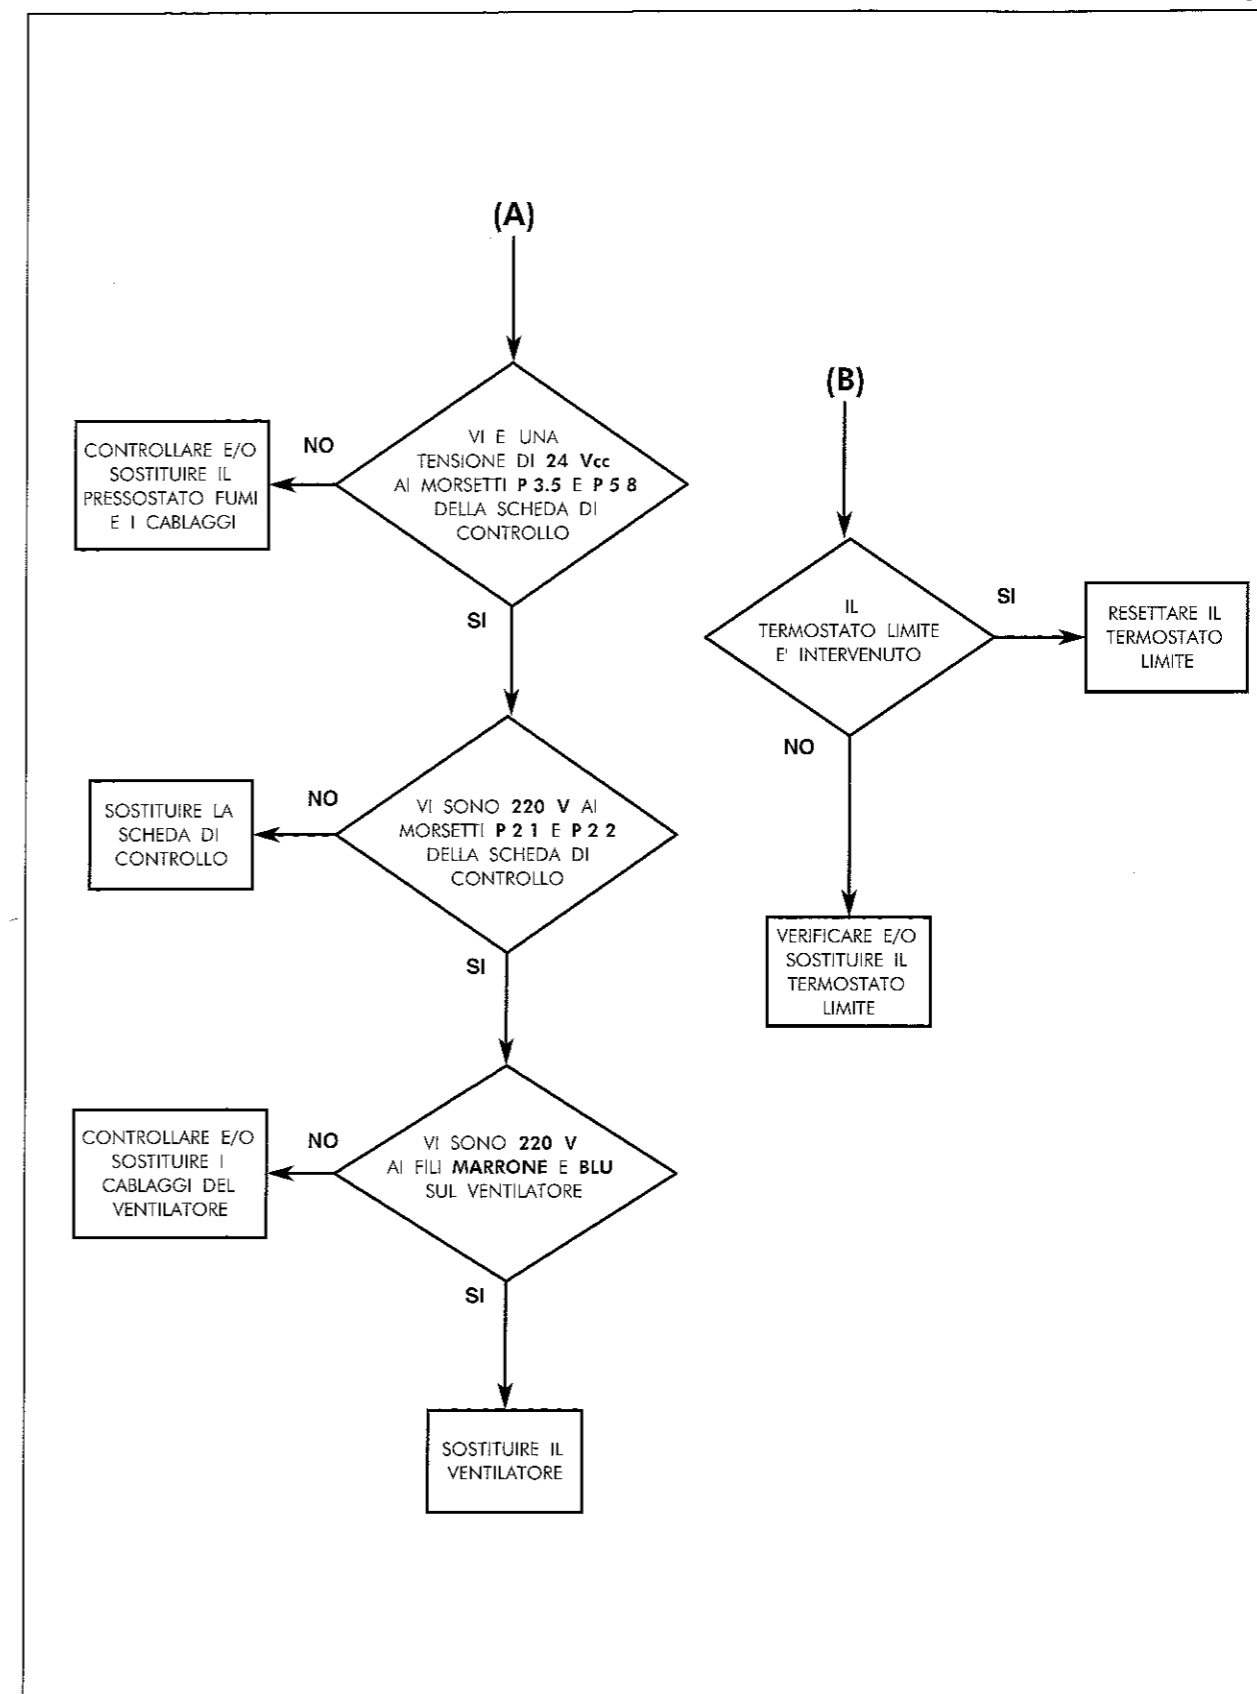 (A)
VI E UNA
TENSIONE DI 24 Vcc
AI MORSETTI P 3.5 E P 5 8
DELLA SCHEDA DI
CONTROLLO
NO
CONTROLLARE E/O
SOSTITUIRE IL
PRESSOSTATO FUMI
E I CABLAGGI
SI
VI SONO 220 V AI
MORSETTI P 2 1 E P 2 2
DELLA SCHEDA DI
CONTROLLO
NO
SOSTITUIRE LA
SCHEDA DI
CONTROLLO
SI
VI SONO 220 V
AI FILI MARRONE E BLU
SUL VENTILATORE
NO
CONTROLLARE E/O
SOSTITUIRE I
CABLAGGI DEL
VENTILATORE
SI
SOSTITUIRE IL
VENTILATORE
(B)
IL
TERMOSTATO LIMITE
E' INTERVENUTO
SI
RESETTARE IL
TERMOSTATO
LIMITE
NO
VERIFICARE E/O
SOSTITUIRE IL
TERMOSTATO
LIMITE